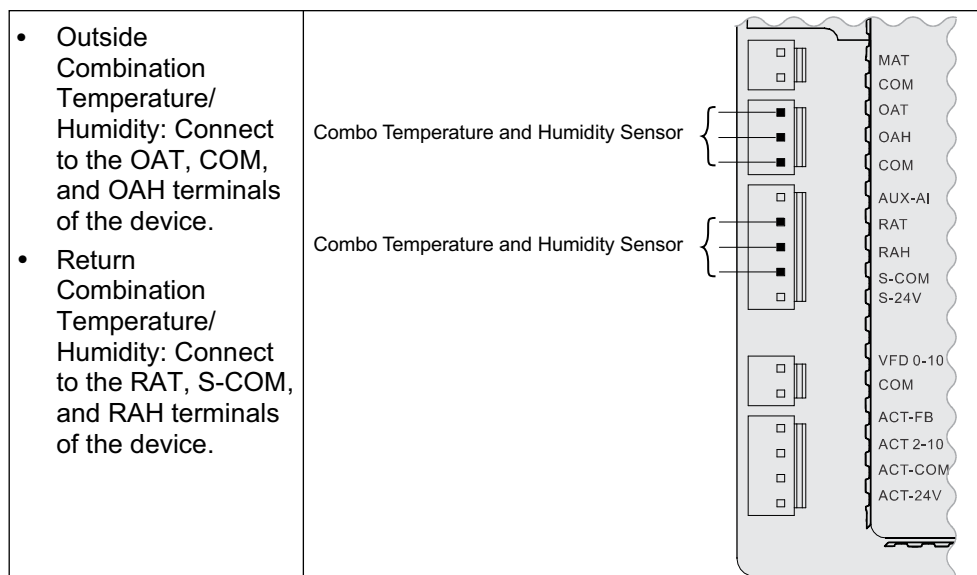 • Outside
Combination
Temperature/
Humidity: Connect
to the OAT, COM,
and OAH terminals
of the device.
• Return
Combination
Temperature/
Humidity: Connect
to the RAT, S-COM,
and RAH terminals
of the device.
Combo Temperature and Humidity Sensor
Combo Temperature and Humidity Sensor
MAT
COM
OAT
OAH
COM
AUX-AI
RAT
RAH
S-COM
S-24V
VFD 0-10
COM
ACT-FB
ACT 2-10
ACT-COM
ACT-24V